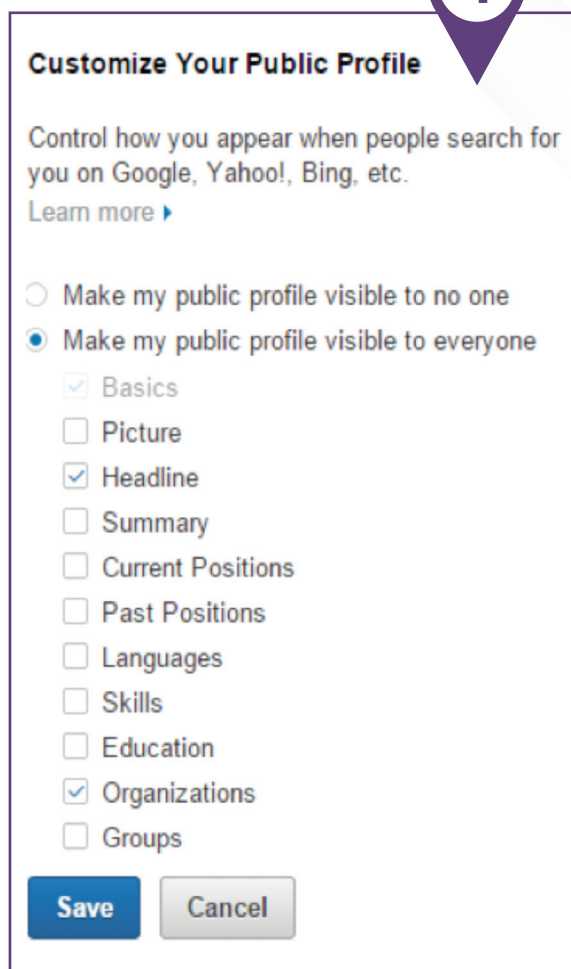 Customize Your Public Profile
Control how you appear when people search for
you on Google, Yahoo!, Bing, etc.
Learn more
Make my public profile visible to no one
Make my public profile visible to everyone
Basics
Picture
Headline
Summary
Current Positions
Past Positions
Languages
Skills
Education
Organizations
Groups
Save Cancel